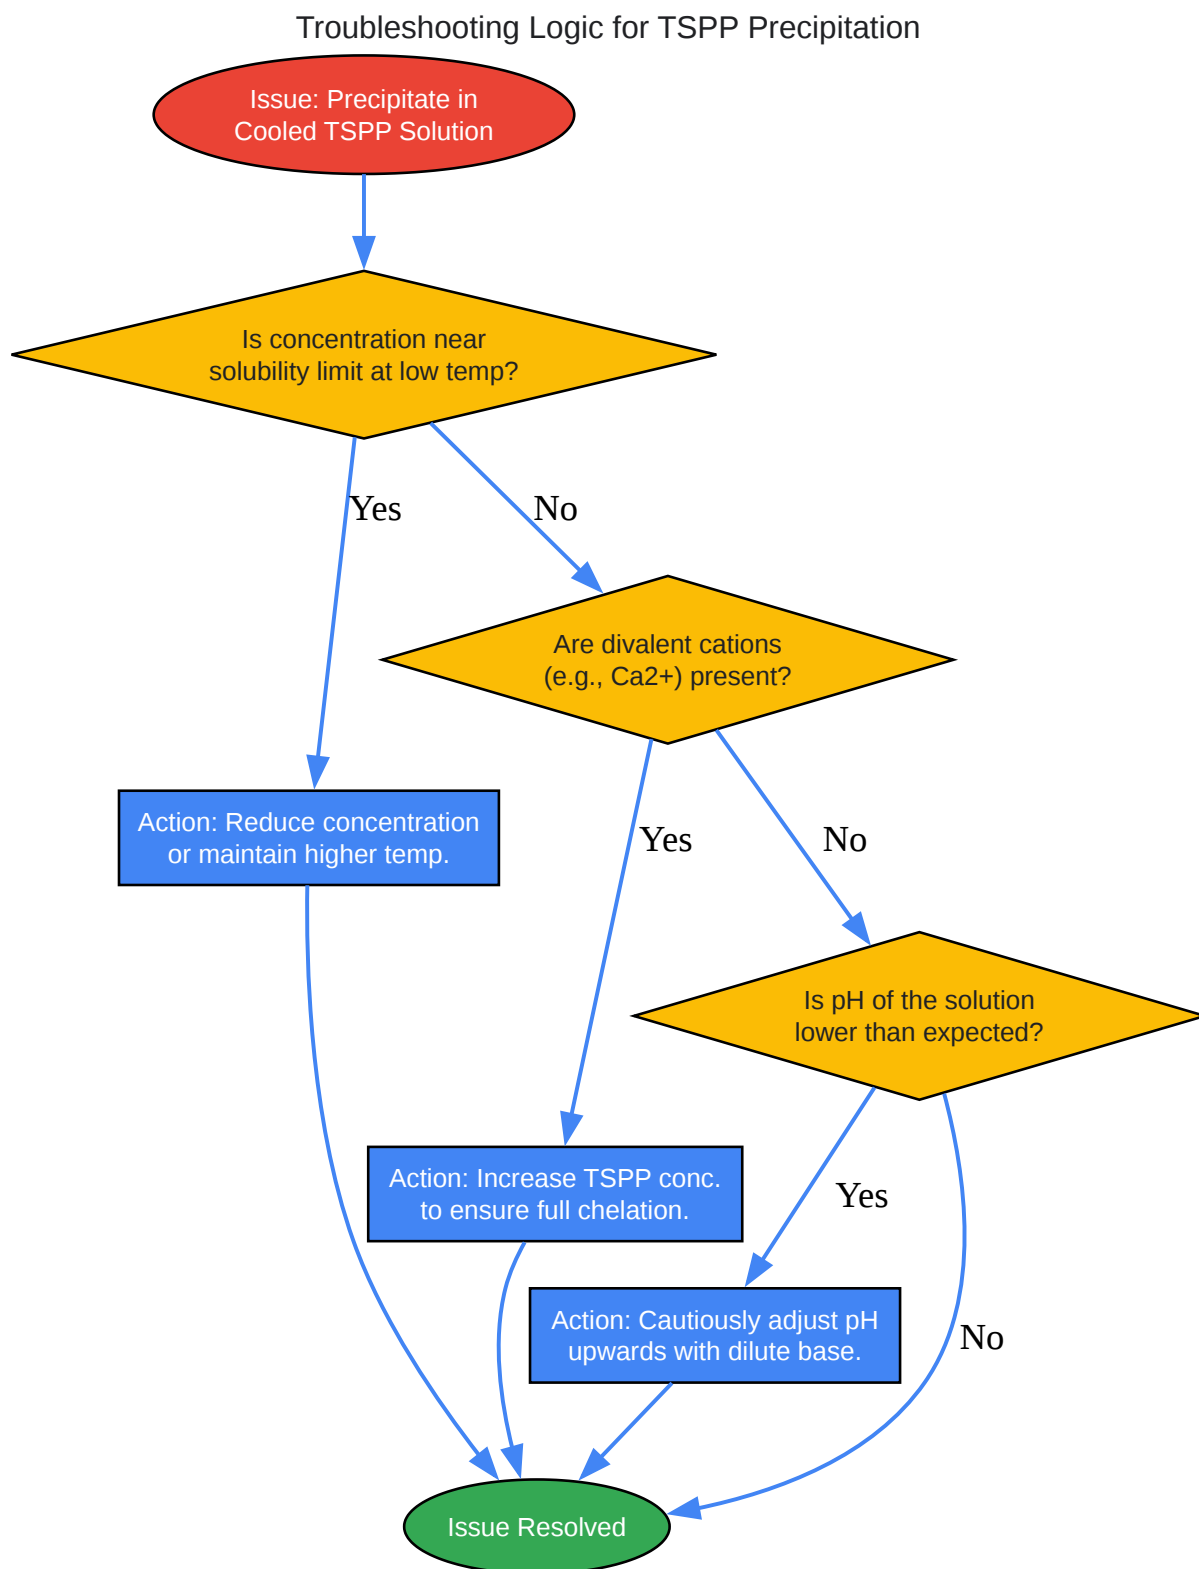 Troubleshooting Logic for TSPP Precipitation
Issue: Precipitate in
Cooled TSPP Solution
Is concentration near
solubility limit at low temp?
Yes
No
Are divalent cations
(e.g., Ca2+) present?
Action: Reduce concentration
or maintain higher temp.
Yes
No
Is pH of the solution
lower than expected?
Action: Increase TSPP conc.
to ensure full chelation.
Yes
Action: Cautiously adjust pH
upwards with dilute base.
No
Issue Resolved